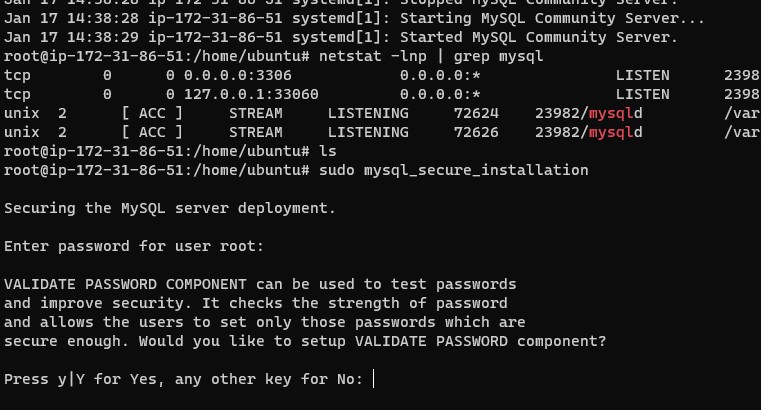 Jan 17 14:38:28 ip-172-31-86-51 systemd[1]: Stopped MySQL Community Server.
Jan 17 14:38:28 ip-172-31-86-51 systemd[1]: Starting MySQL Community Server...
Jan 17 14:38:29 ip-172-31-86-51 systemd[1]: Started MySQL Community Server.
root@ip-172-31-86-51:/home/ubuntu# netstat -lnp | grep mysql
tcp 0 0 0.0.0.0:3306 0.0.0.0:* LISTEN 2398
tcp 0 0 127.0.0.1:33060 0.0.0.0:* LISTEN 2398
unix 2 [ ACC ] STREAM LISTENING 72624 23982/mysqld /var
unix 2 [ ACC ] STREAM LISTENING 72626 23982/mysqld /var
root@ip-172-31-86-51:/home/ubuntu# ls
root@ip-172-31-86-51:/home/ubuntu# sudo mysql_secure_installation
Securing the MySQL server deployment.
Enter password for user root:
VALIDATE PASSWORD COMPONENT can be used to test passwords
and improve security. It checks the strength of password
and allows the users to set only those passwords which are
secure enough. Would you like to setup VALIDATE PASSWORD component?
Press y|Y for Yes, any other key for No: